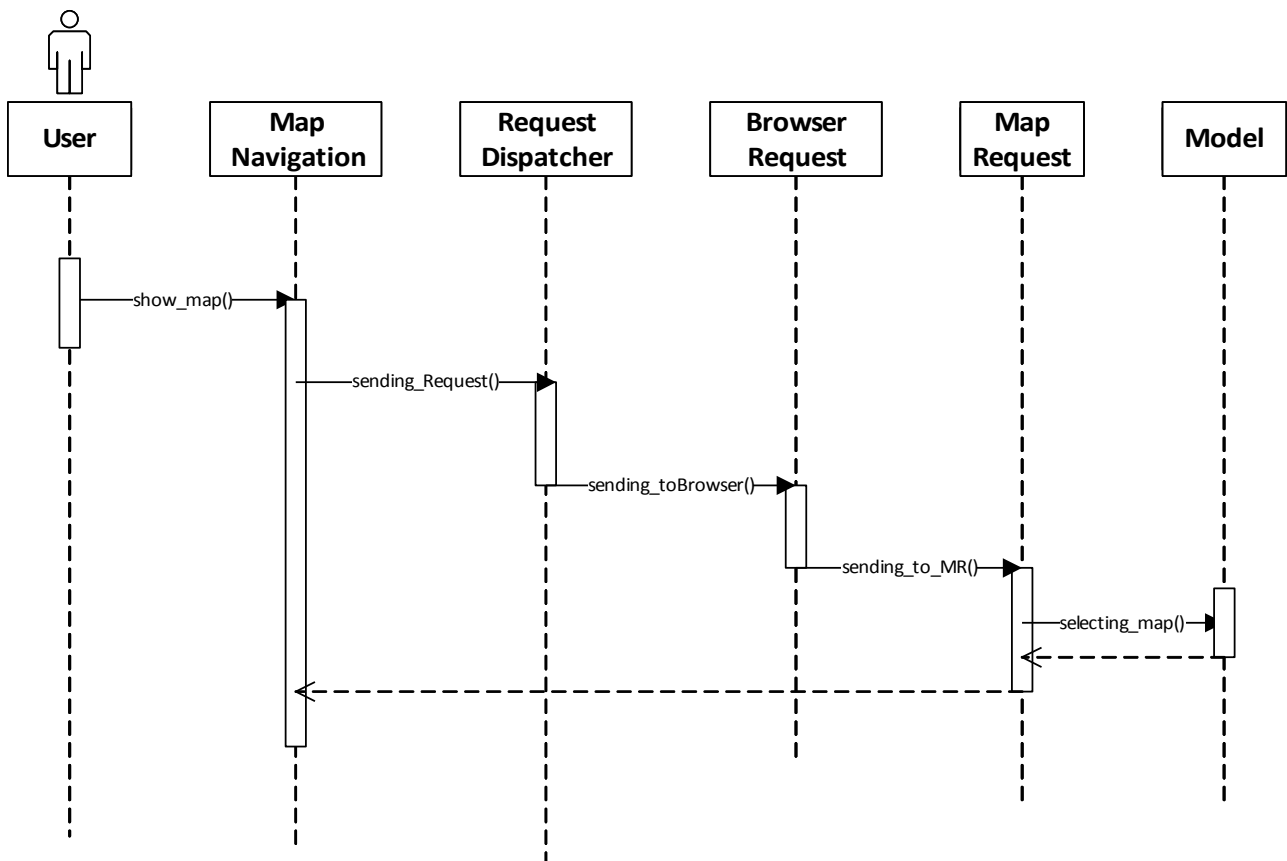 User
Map
Navigation
Request
Dispatcher
Browser
Request
Map
Request
Model
show_map()
sending_Request()
sending_toBrowser()
sending_to_MR()
selecting_map()